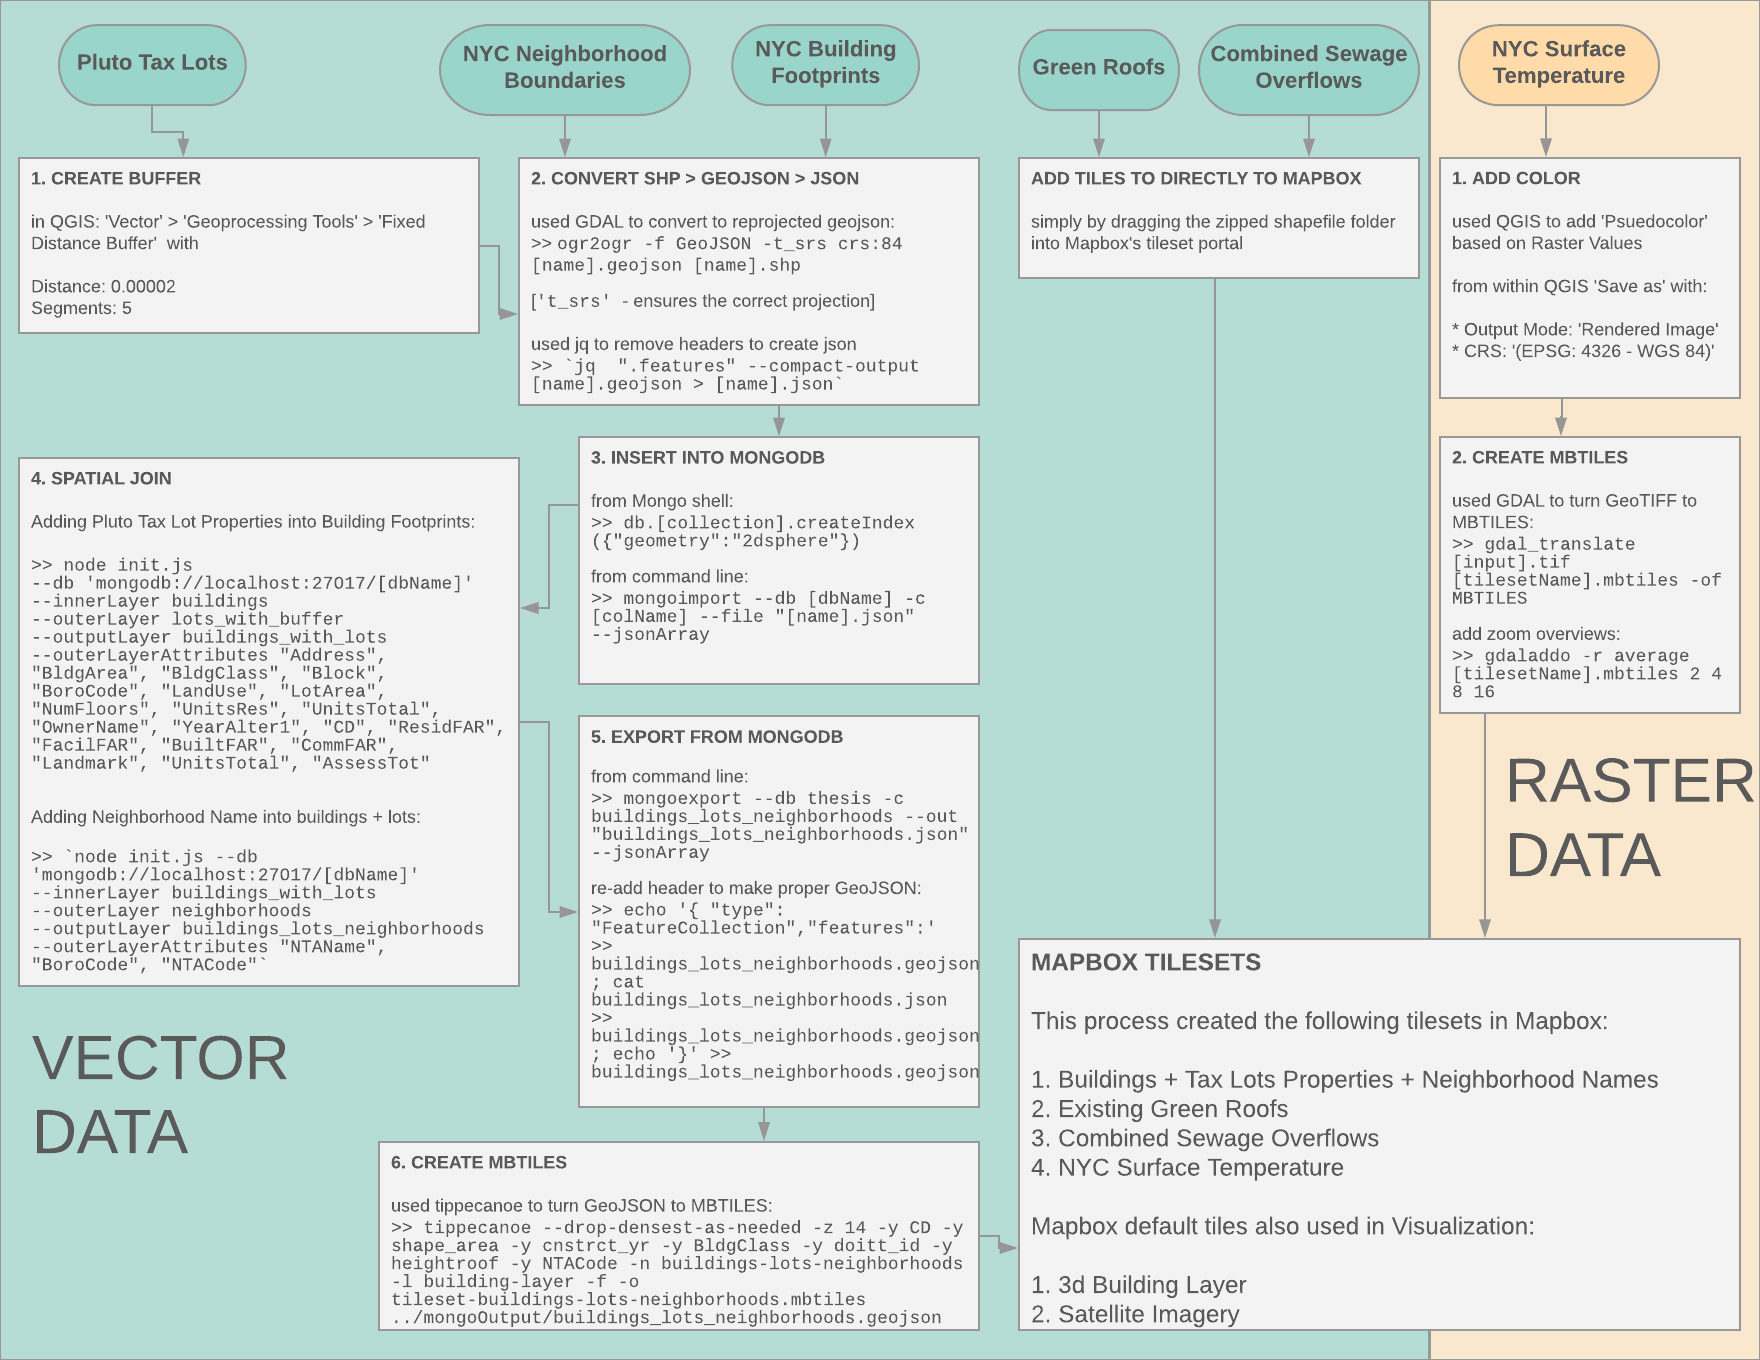 Pluto Tax Lots
NYC Neighborhood
Boundaries
NYC Building
Footprints
Green Roofs
Combined Sewage
Overflows
NYC Surface
Temperature
1. CREATE BUFFER
in QGIS: 'Vector' > 'Geoprocessing Tools' > 'Fixed
Distance Buffer'  with
Distance: 0.00002
Segments: 5
2. CONVERT SHP > GEOJSON > JSON
used GDAL to convert to reprojected geojson:
>> ogr2ogr -f GeoJSON -t_srs crs:84
[name].geojson [name].shp
['t_srs' - ensures the correct projection]
used jq to remove headers to create json
>> `jq  ".features" --compact-output
[name].geojson > [name].json`
ADD TILES TO DIRECTLY TO MAPBOX
simply by dragging the zipped shapefile folder
into Mapbox's tileset portal
1. ADD COLOR
used QGIS to add 'Psuedocolor'
based on Raster Values
from within QGIS 'Save as' with:
* Output Mode: 'Rendered Image'
* CRS: '(EPSG: 4326 - WGS 84)'
3. INSERT INTO MONGODB
from Mongo shell:
>> db.[collection].createIndex
({"geometry":"2dsphere"})
from command line:
>> mongoimport --db [dbName] -c
[colName] --file "[name].json"
--jsonArray
4. SPATIAL JOIN
Adding Pluto Tax Lot Properties into Building Footprints:
>> node init.js
--db 'mongodb://localhost:27017/[dbName]'
--innerLayer buildings
--outerLayer lots_with_buffer
--outputLayer buildings_with_lots
--outerLayerAttributes "Address",
"BldgArea", "BldgClass", "Block",
"BoroCode", "LandUse", "LotArea",
"NumFloors", "UnitsRes", "UnitsTotal",
"OwnerName", "YearAlter1", "CD", "ResidFAR",
"FacilFAR", "BuiltFAR", "CommFAR",
"Landmark", "UnitsTotal", "AssessTot"
Adding Neighborhood Name into buildings + lots:
>> `node init.js --db
'mongodb://localhost:27017/[dbName]'
--innerLayer buildings_with_lots
--outerLayer neighborhoods
--outputLayer buildings_lots_neighborhoods
--outerLayerAttributes "NTAName",
"BoroCode", "NTACode"`
2. CREATE MBTILES
used GDAL to turn GeoTIFF to
MBTILES:
>> gdal_translate
[input].tif
[tilesetName].mbtiles -of
MBTILES
add zoom overviews:
>> gdaladdo -r average
[tilesetName].mbtiles 2 4
8 16
5. EXPORT FROM MONGODB
from command line:
>> mongoexport --db thesis -c
buildings_lots_neighborhoods --out
"buildings_lots_neighborhoods.json"
--jsonArray
re-add header to make proper GeoJSON:
>> echo '{ "type":
"FeatureCollection","features":'
>>
buildings_lots_neighborhoods.geojson
; cat
buildings_lots_neighborhoods.json
>>
buildings_lots_neighborhoods.geojson
; echo '}' >>
buildings_lots_neighborhoods.geojson
RASTER
DATA
VECTOR
DATA
6. CREATE MBTILES
used tippecanoe to turn GeoJSON to MBTILES:
>> tippecanoe --drop-densest-as-needed -z 14 -y CD -y
shape_area -y cnstrct_yr -y BldgClass -y doitt_id -y
heightroof -y NTACode -n buildings-lots-neighborhoods
-l building-layer -f -o
tileset-buildings-lots-neighborhoods.mbtiles
../mongoOutput/buildings_lots_neighborhoods.geojson
MAPBOX TILESETS
This process created the following tilesets in Mapbox:
1. Buildings + Tax Lots Properties + Neighborhood Names
2. Existing Green Roofs
3. Combined Sewage Overflows
4. NYC Surface Temperature
Mapbox default tiles also used in Visualization:
1. 3d Building Layer
2. Satellite Imagery